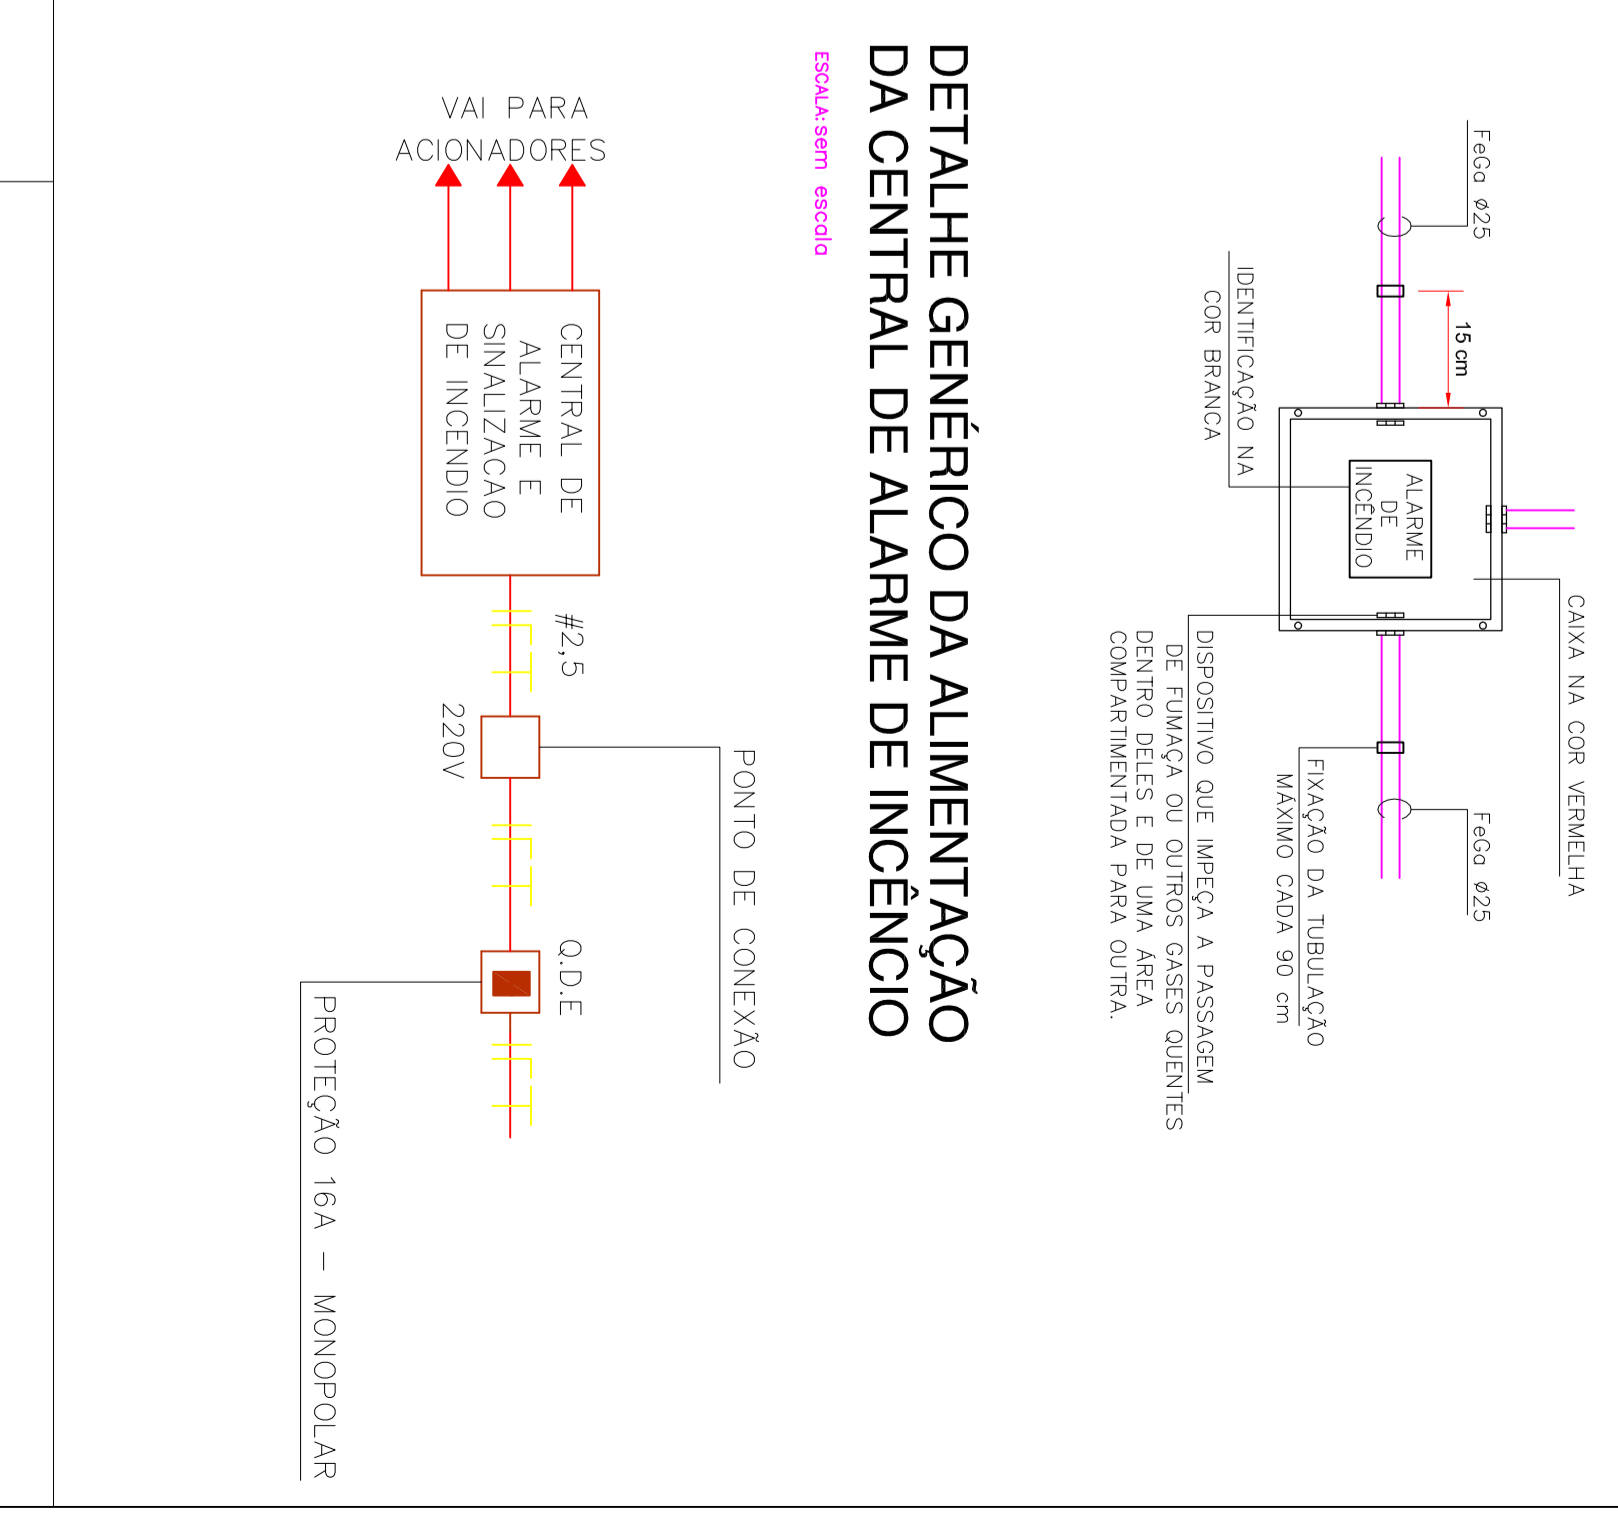 FeGa Ø25
15 cm
CAIXA NA COR VERMELHA
FeGa Ø25
ALARME
DE
INCÊNDIO
IDENTIFICAÇÃO NA
COR BRANCA
FIXAÇÃO DA TUBULAÇÃO
MÁXIMO CADA 90 cm
DISPOSITIVO QUE IMPEÇA A PASSAGEM
DE FUMAÇA OU OUTROS GASES QUENTES
DENTRO DELES E DE UMA ÁREA
COMPARTIMENTADA PARA OUTRA.
DETALHE GENÉRICO DA ALIMENTAÇÃO
DA CENTRAL DE ALARME DE INCÊNCIO
ESCALA: sem escala
VAI PARA
ACIONADORES
CENTRAL DE
ALARME E
SINALIZACAO
DE INCENDIO
#2,5
220V
PONTO DE CONEXÃO
Q.D.E
PROTEÇÃO 16A - MONOPOLAR